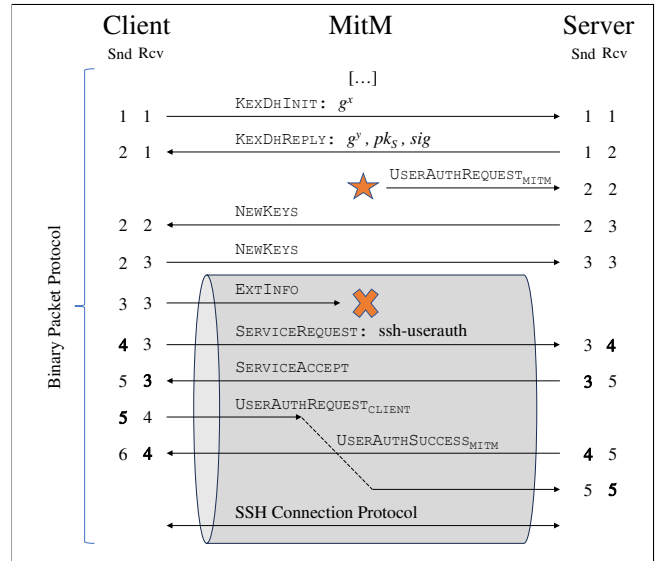 Client MitM Server
Snd Rcv Snd Rcv
[…]
KEXDHINIT: g^x
1 1 1 1
KEXDHREPLY: g^y, pk_S, sig
2 1 1 2
USERAUTHREQUEST_MITM
2 2
NEWKEYS
2 2 2 3
NEWKEYS
2 3 3 3
EXTINFO
3 3
SERVICEREQUEST: ssh-userauth
4 3 3 4
SERVICEACCEPT
5 3 3 5
USERAUTHREQUEST_CLIENT
5 4
USERAUTHSUCCESS_MITM
6 4 4 5
5 5
SSH Connection Protocol
Binary Packet Protocol